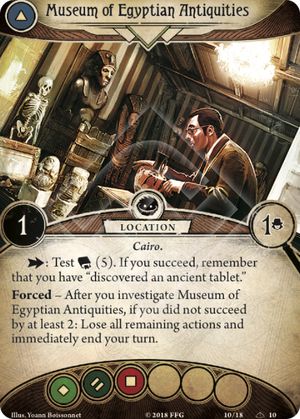 Museum of Egyptian Antiquities
1
1
LOCATION
Cairo.
: Test (5). If you succeed, remember
that you have “discovered an ancient tablet.”
Forced – After you investigate Museum of
Egyptian Antiquities, if you did not succeed
by at least 2: Lose all remaining actions and
immediately end your turn.
Illus. Yoann Boissonnet
© 2018 FFG
10/18
10